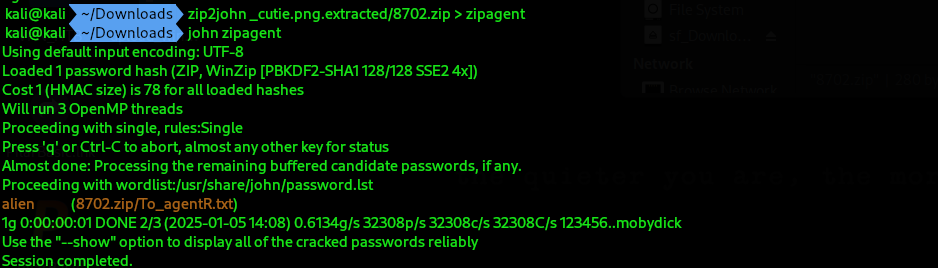 kali@kali ~/Downloads zip2john _cutie.png.extracted/8702.zip > zipagent
kali@kali ~/Downloads john zipagent
Using default input encoding: UTF-8
Loaded 1 password hash (ZIP, WinZip [PBKDF2-SHA1 128/128 SSE2 4x])
Cost 1 (HMAC size) is 78 for all loaded hashes
Will run 3 OpenMP threads
Proceeding with single, rules:Single
Press 'q' or Ctrl-C to abort, almost any other key for status
Almost done: Processing the remaining buffered candidate passwords, if any.
Proceeding with wordlist:/usr/share/john/password.lst
alien (8702.zip/To_agentR.txt)
1g 0:00:00:01 DONE 2/3 (2025-01-05 14:08) 0.6134g/s 32308p/s 32308c/s 32308C/s 123456..mobydick
Use the "--show" option to display all of the cracked passwords reliably
Session completed.
File System
Network
Browse Network